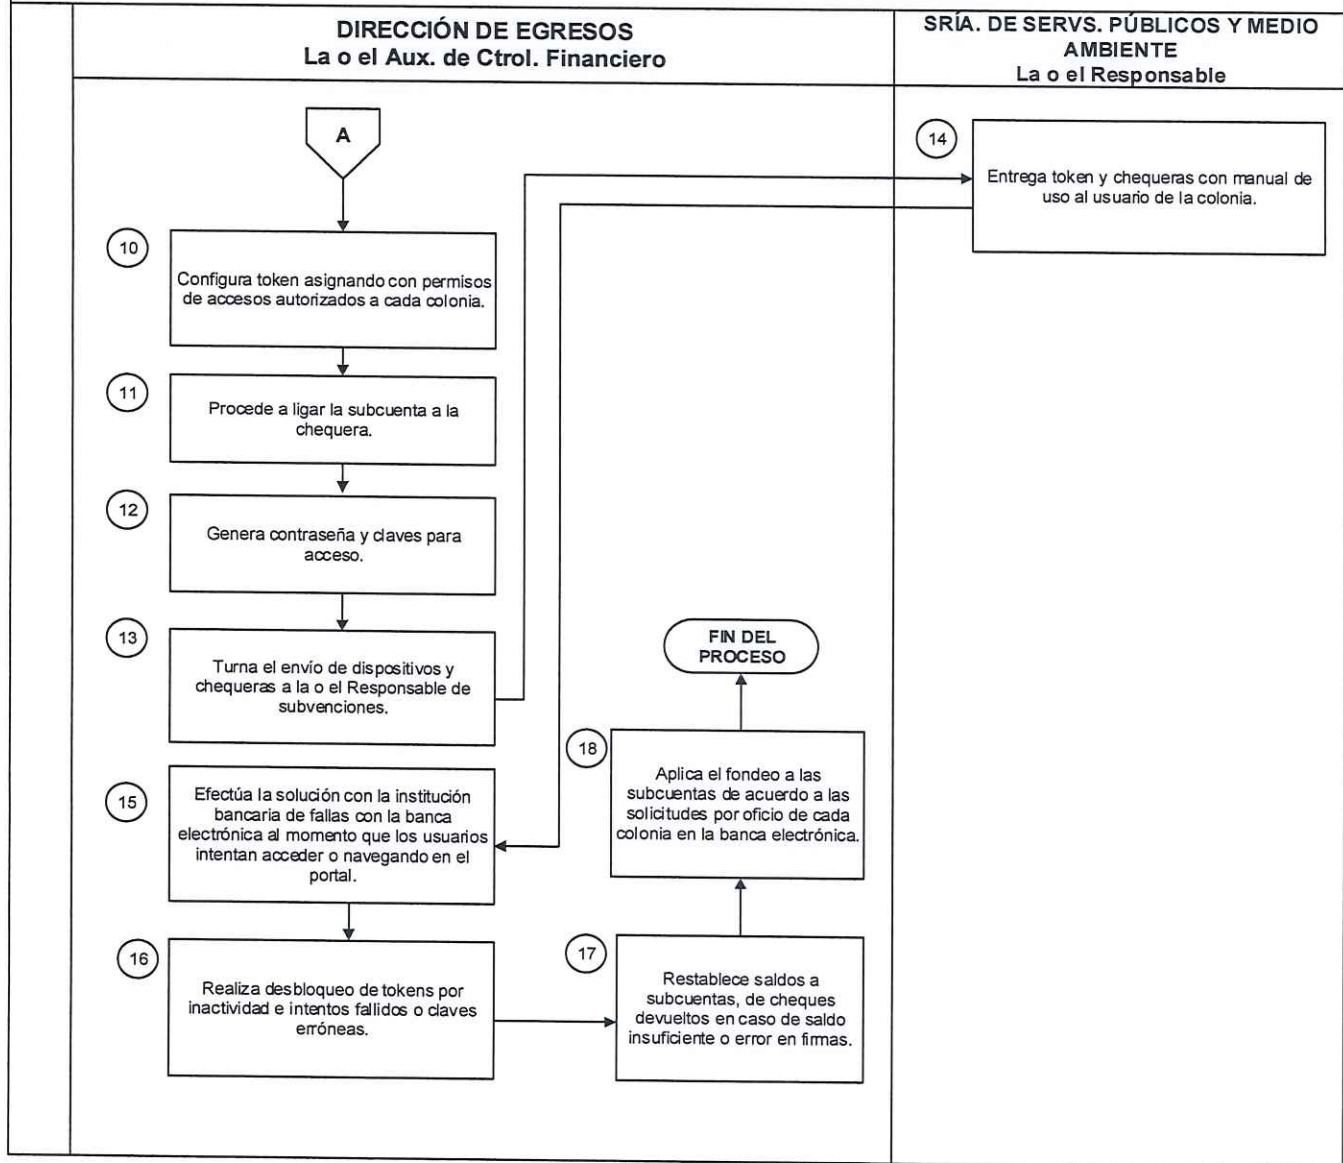 DIRECCIÓN DE EGRESOS
La o el Aux. de Ctrol. Financiero
SRÍA. DE SERVS. PÚBLICOS Y MEDIO
AMBIENTE
La o el Responsable
A
10
Configura token asignando con permisos
de accesos autorizados a cada colonia.
11
Procede a ligar la subcuenta a la
chequera.
12
Genera contraseña y claves para
acceso.
13
Turna el envío de dispositivos y
chequeras a la o el Responsable de
subvenciones.
14
Entrega token y chequeras con manual de
uso al usuario de la colonia.
15
Efectúa la solución con la institución
bancaria de fallas con la banca
electrónica al momento que los usuarios
intentan acceder o navegando en el
portal.
16
Realiza desbloqueo de tokens por
inactividad e intentos fallidos o claves
erróneas.
17
Restablece saldos a
subcuentas, de cheques
devueltos en caso de saldo
insuficiente o error en firmas.
18
Aplica el fondeo a las
subcuentas de acuerdo a las
solicitudes por oficio de cada
colonia en la banca electrónica.
FIN DEL
PROCESO